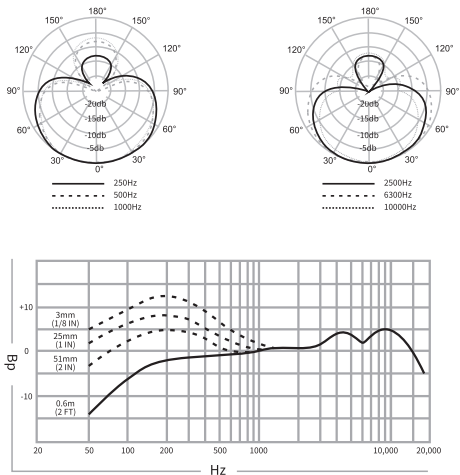 180°
150° 150°
120° 120°
90° 90°
60° 60°
30° 30°
0°
-20db
-15db
-10db
-5db
250Hz
500Hz
1000Hz
180°
150° 150°
120° 120°
90° 90°
60° 60°
30° 30°
0°
-20db
-15db
-10db
-5db
2500Hz
6300Hz
10000Hz
+10
3mm
(1/8 IN)
25mm
(1 IN)
0
51mm
(2 IN)
-10
0.6m
(2 FT)
Bp
20 50 100 200 500 1000 10,000 20,000
Hz